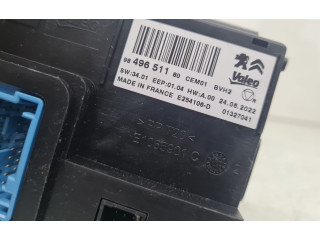 Valeo
98 496 511 80 CEM01 BVH2
SW:34.01 EEP:01.04 HW:A.00 24.06.2022
MADE IN FRANCE E254106-D 01327041